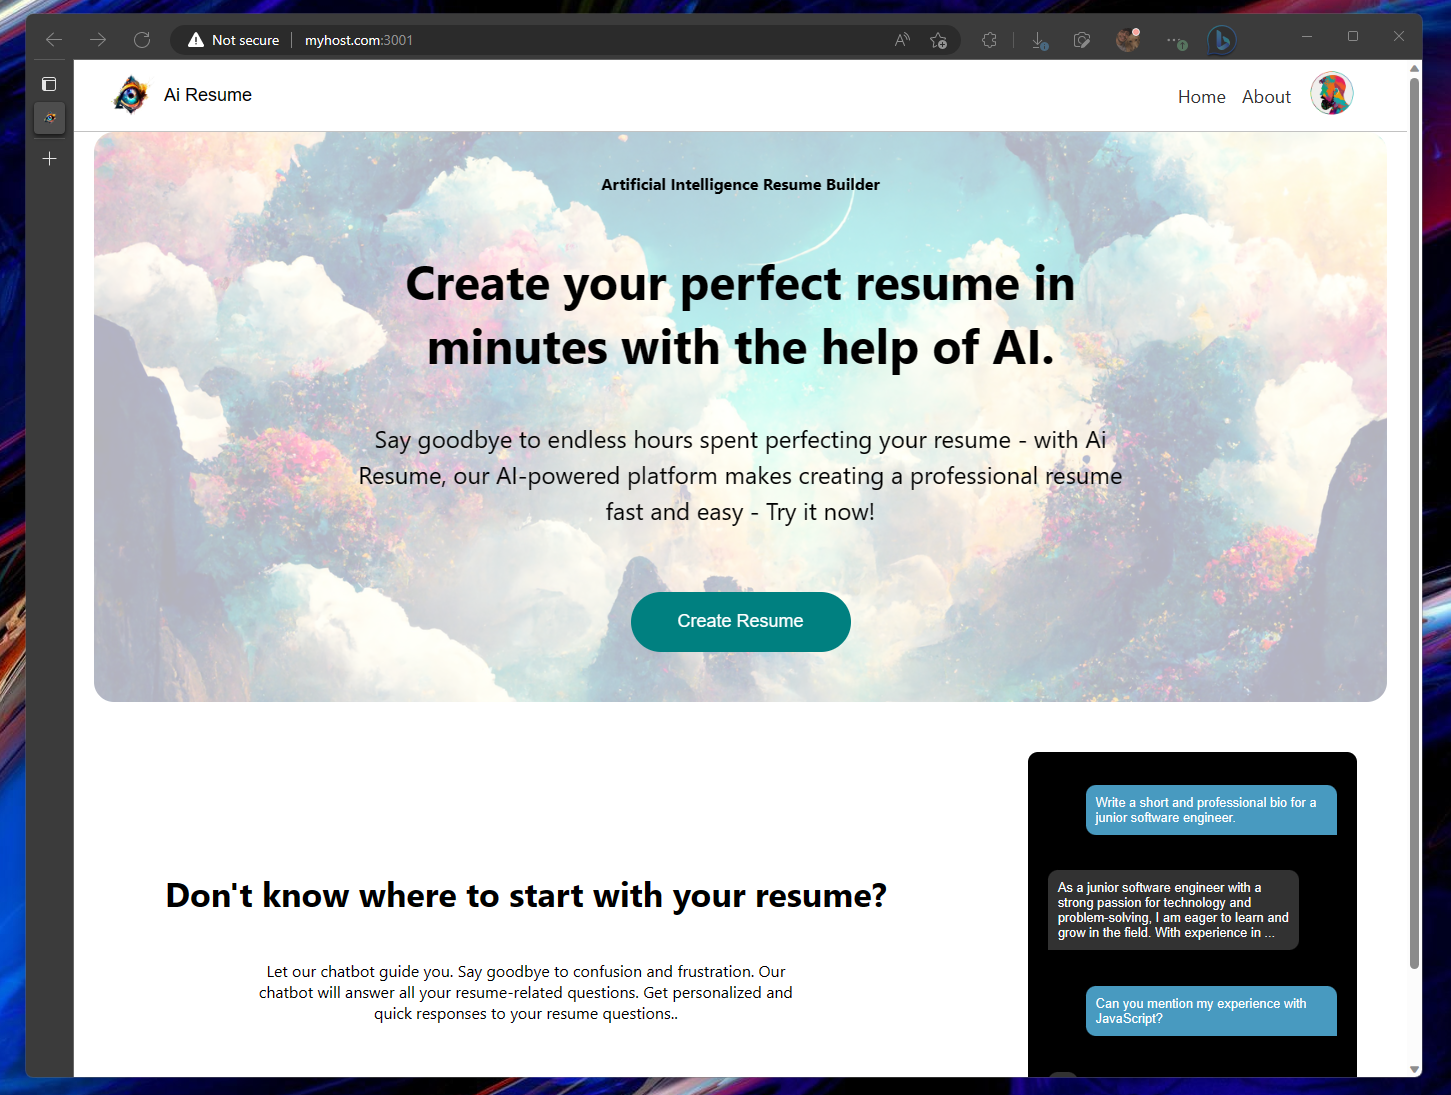 Not secure
myhost.com:3001
Ai Resume
Home
About
Artificial Intelligence Resume Builder
Create your perfect resume in
minutes with the help of AI.
Say goodbye to endless hours spent perfecting your resume - with Ai
Resume, our AI-powered platform makes creating a professional resume
fast and easy - Try it now!
Create Resume
Don't know where to start with your resume?
Let our chatbot guide you. Say goodbye to confusion and frustration. Our
chatbot will answer all your resume-related questions. Get personalized and
quick responses to your resume questions..
Write a short and professional bio for a
junior software engineer.
As a junior software engineer with a
strong passion for technology and
problem-solving, I am eager to learn and
grow in the field. With experience in ...
Can you mention my experience with
JavaScript?